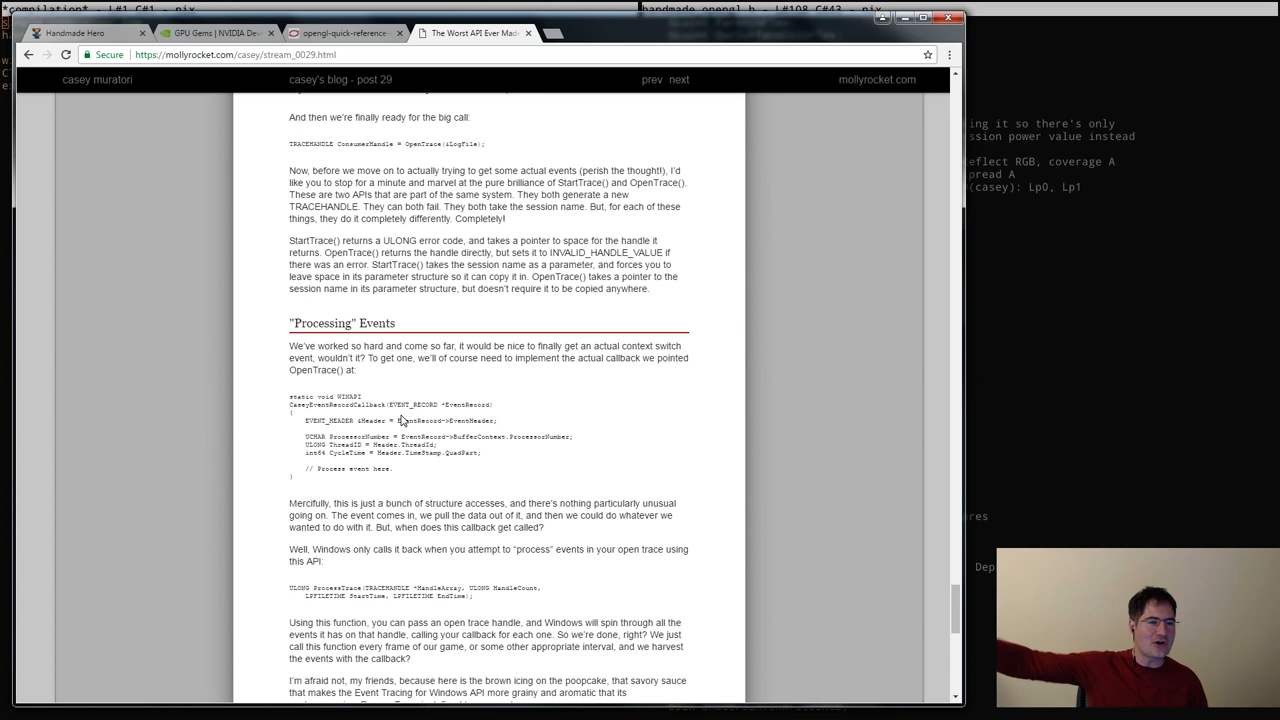 *compilation* - L#1 C#1 - nix
handmade_opengl.h - L#108 C#43 - nix
Handmade Hero
GPU Gems | NVIDIA Dev
opengl-quick-reference-
The Worst API Ever Made
Secure
https://mollyrocket.com/casey/stream_0029.html
casey muratori
casey's blog - post 29
prev next
mollyrocket.com
And then we're finally ready for the big call:
TRACEHANDLE ConsumerHandle = OpenTrace(&LogFile);
Now, before we move on to actually trying to get some actual events (perish the thought!), I'd
like you to stop for a minute and marvel at the pure brilliance of StartTrace() and OpenTrace().
These are two APIs that are part of the same system. They both generate a new
TRACEHANDLE. They can both fail. They both take the session name. But, for each of these
things, they do it completely differently. Completely!
StartTrace() returns a ULONG error code, and takes a pointer to space for the handle it
returns. OpenTrace() returns the handle directly, but sets it to INVALID_HANDLE_VALUE if
there was an error. StartTrace() takes the session name as a parameter, and forces you to
leave space in its parameter structure so it can copy it in. OpenTrace() takes a pointer to the
session name in its parameter structure, but doesn't require it to be copied anywhere.
"Processing" Events
We've worked so hard and come so far, it would be nice to finally get an actual context switch
event, wouldn't it? To get one, we'll of course need to implement the actual callback we pointed
OpenTrace() at:
static void WINAPI
CaseyEventRecordCallback(EVENT_RECORD *EventRecord)
{
EVENT_HEADER &Header = EventRecord->EventHeader;
UCHAR ProcessorNumber = EventRecord->BufferContext.ProcessorNumber;
ULONG ThreadID = Header.ThreadId;
int64 CycleTime = Header.TimeStamp.QuadPart;
// Process event here.
}
Mercifully, this is just a bunch of structure accesses, and there's nothing particularly unusual
going on. The event comes in, we pull the data out of it, and then we could do whatever we
wanted to do with it. But, when does this callback get called?
Well, Windows only calls it back when you attempt to “process” events in your open trace using
this API:
ULONG ProcessTrace(TRACEHANDLE *HandleArray, ULONG HandleCount,
LPFILETIME StartTime, LPFILETIME EndTime);
Using this function, you can pass an open trace handle, and Windows will spin through all the
events it has on that handle, calling your callback for each one. So we're done, right? We just
call this function every frame of our game, or some other appropriate interval, and we harvest
the events with the callback?
I'm afraid not, my friends, because here is the brown icing on the poopcake, that savory sauce
that makes the Event Tracing for Windows API more grainy and aromatic that its
ing it so there's only
ssion power value instead
eflect RGB, coverage A
pread A
(casey): Lp0, Lp1
res
Dep